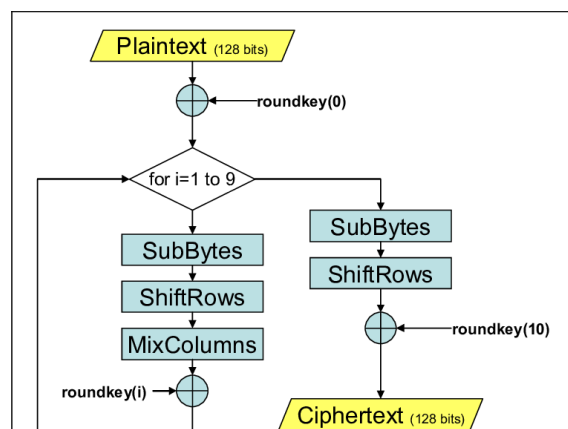 Plaintext (128 bits)
roundkey(0)
for i=1 to 9
SubBytes
ShiftRows
MixColumns
roundkey(i)
SubBytes
ShiftRows
roundkey(10)
Ciphertext (128 bits)